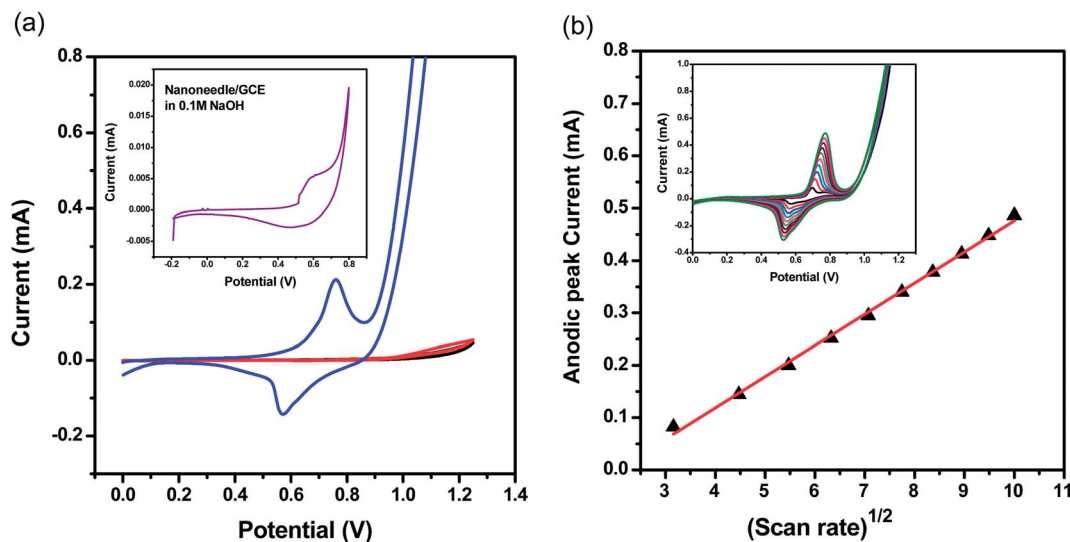 (a)
0.8
0.6
0.4
0.2
0.0
-0.2
Current (mA)
0.0 0.2 0.4 0.6 0.8 1.0 1.2 1.4
Potential (V)
Nanoneedle/GCE
in 0.1M NaOH
0.020
0.015
0.010
0.005
0.000
-0.005
Current (mA)
-0.2 0.0 0.2 0.4 0.6 0.8
Potential (V)
(b)
0.8
0.7
0.6
0.5
0.4
0.3
0.2
0.1
0.0
Anodic peak Current (mA)
3 4 5 6 7 8 9 10 11
(Scan rate)1/2
1.0
0.8
0.6
0.4
0.2
0.0
-0.2
-0.4
Current (mA)
0.0 0.2 0.4 0.6 0.8 1.0 1.2
Potential (V)